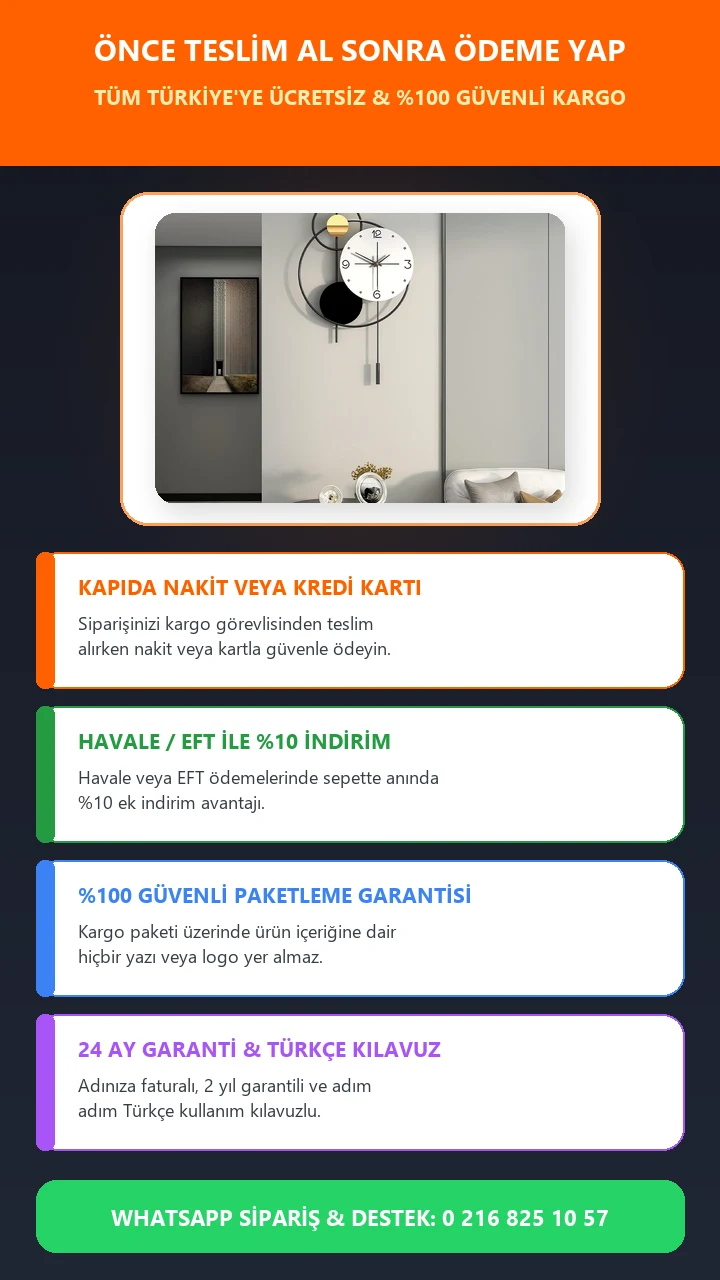 ÖNCE TESLİM AL SONRA ÖDEME YAP
TÜM TÜRKİYE'YE ÜCRETSİZ & %100 GÜVENLİ KARGO
12
9
3
6
KAPIDA NAKİT VEYA KREDİ KARTI
Siparişinizi kargo görevlisinden teslim
alırken nakit veya kartla güvenle ödeyin.
HAVALE / EFT İLE %10 İNDİRİM
Havale veya EFT ödemelerinde sepette anında
%10 ek indirim avantajı.
%100 GÜVENLİ PAKETLEME GARANTİSİ
Kargo paketi üzerinde ürün içeriğine dair
hiçbir yazı veya logo yer almaz.
24 AY GARANTİ & TÜRKÇE KILAVUZ
Adınıza faturalı, 2 yıl garantili ve adım
adım Türkçe kullanım kılavuzlu.
WHATSAPP SİPARİŞ & DESTEK: 0 216 825 10 57